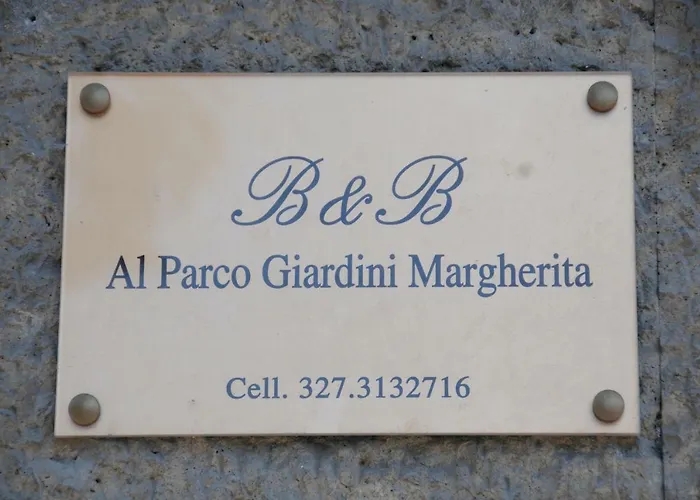 B & B
Al Parco Giardini Margherita
Cell. 327.3132716